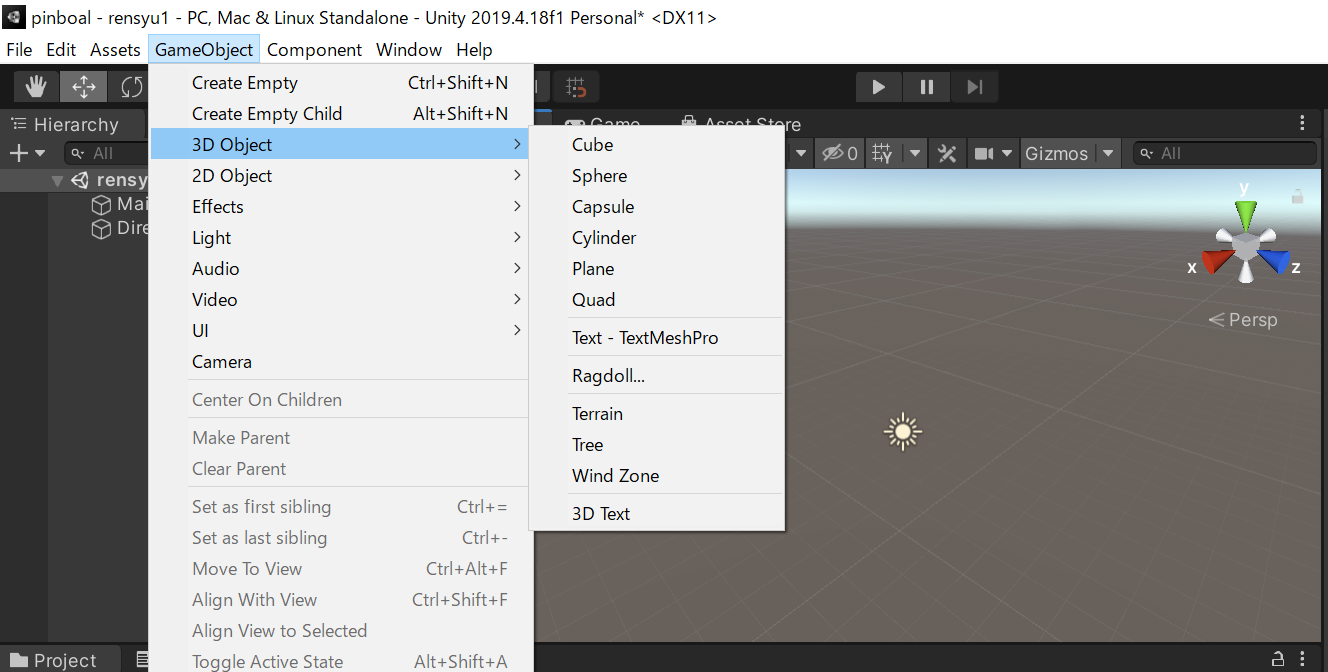 pinboal - rensyu1 - PC, Mac & Linux Standalone - Unity 2019.4.18f1 Personal* <DX11>
File Edit Assets GameObject Component Window Help
Create Empty Ctrl+Shift+N
Create Empty Child Alt+Shift+N
3D Object
2D Object
Effects
Light
Audio
Video
UI
Camera
Center On Children
Make Parent
Clear Parent
Set as first sibling Ctrl+=
Set as last sibling Ctrl+-
Move To View Ctrl+Alt+F
Align With View Ctrl+Shift+F
Align View to Selected
Toggle Active State Alt+Shift+A
Cube
Sphere
Capsule
Cylinder
Plane
Quad
Text - TextMeshPro
Ragdoll...
Terrain
Tree
Wind Zone
3D Text
Hierarchy
All
rensy
Mai
Dire
Game Asset Store
0 Gizmos All
y
x z
Persp
Project